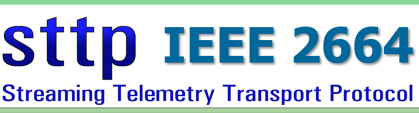 sttp IEEE 2664
Streaming Telemetry Transport Protocol